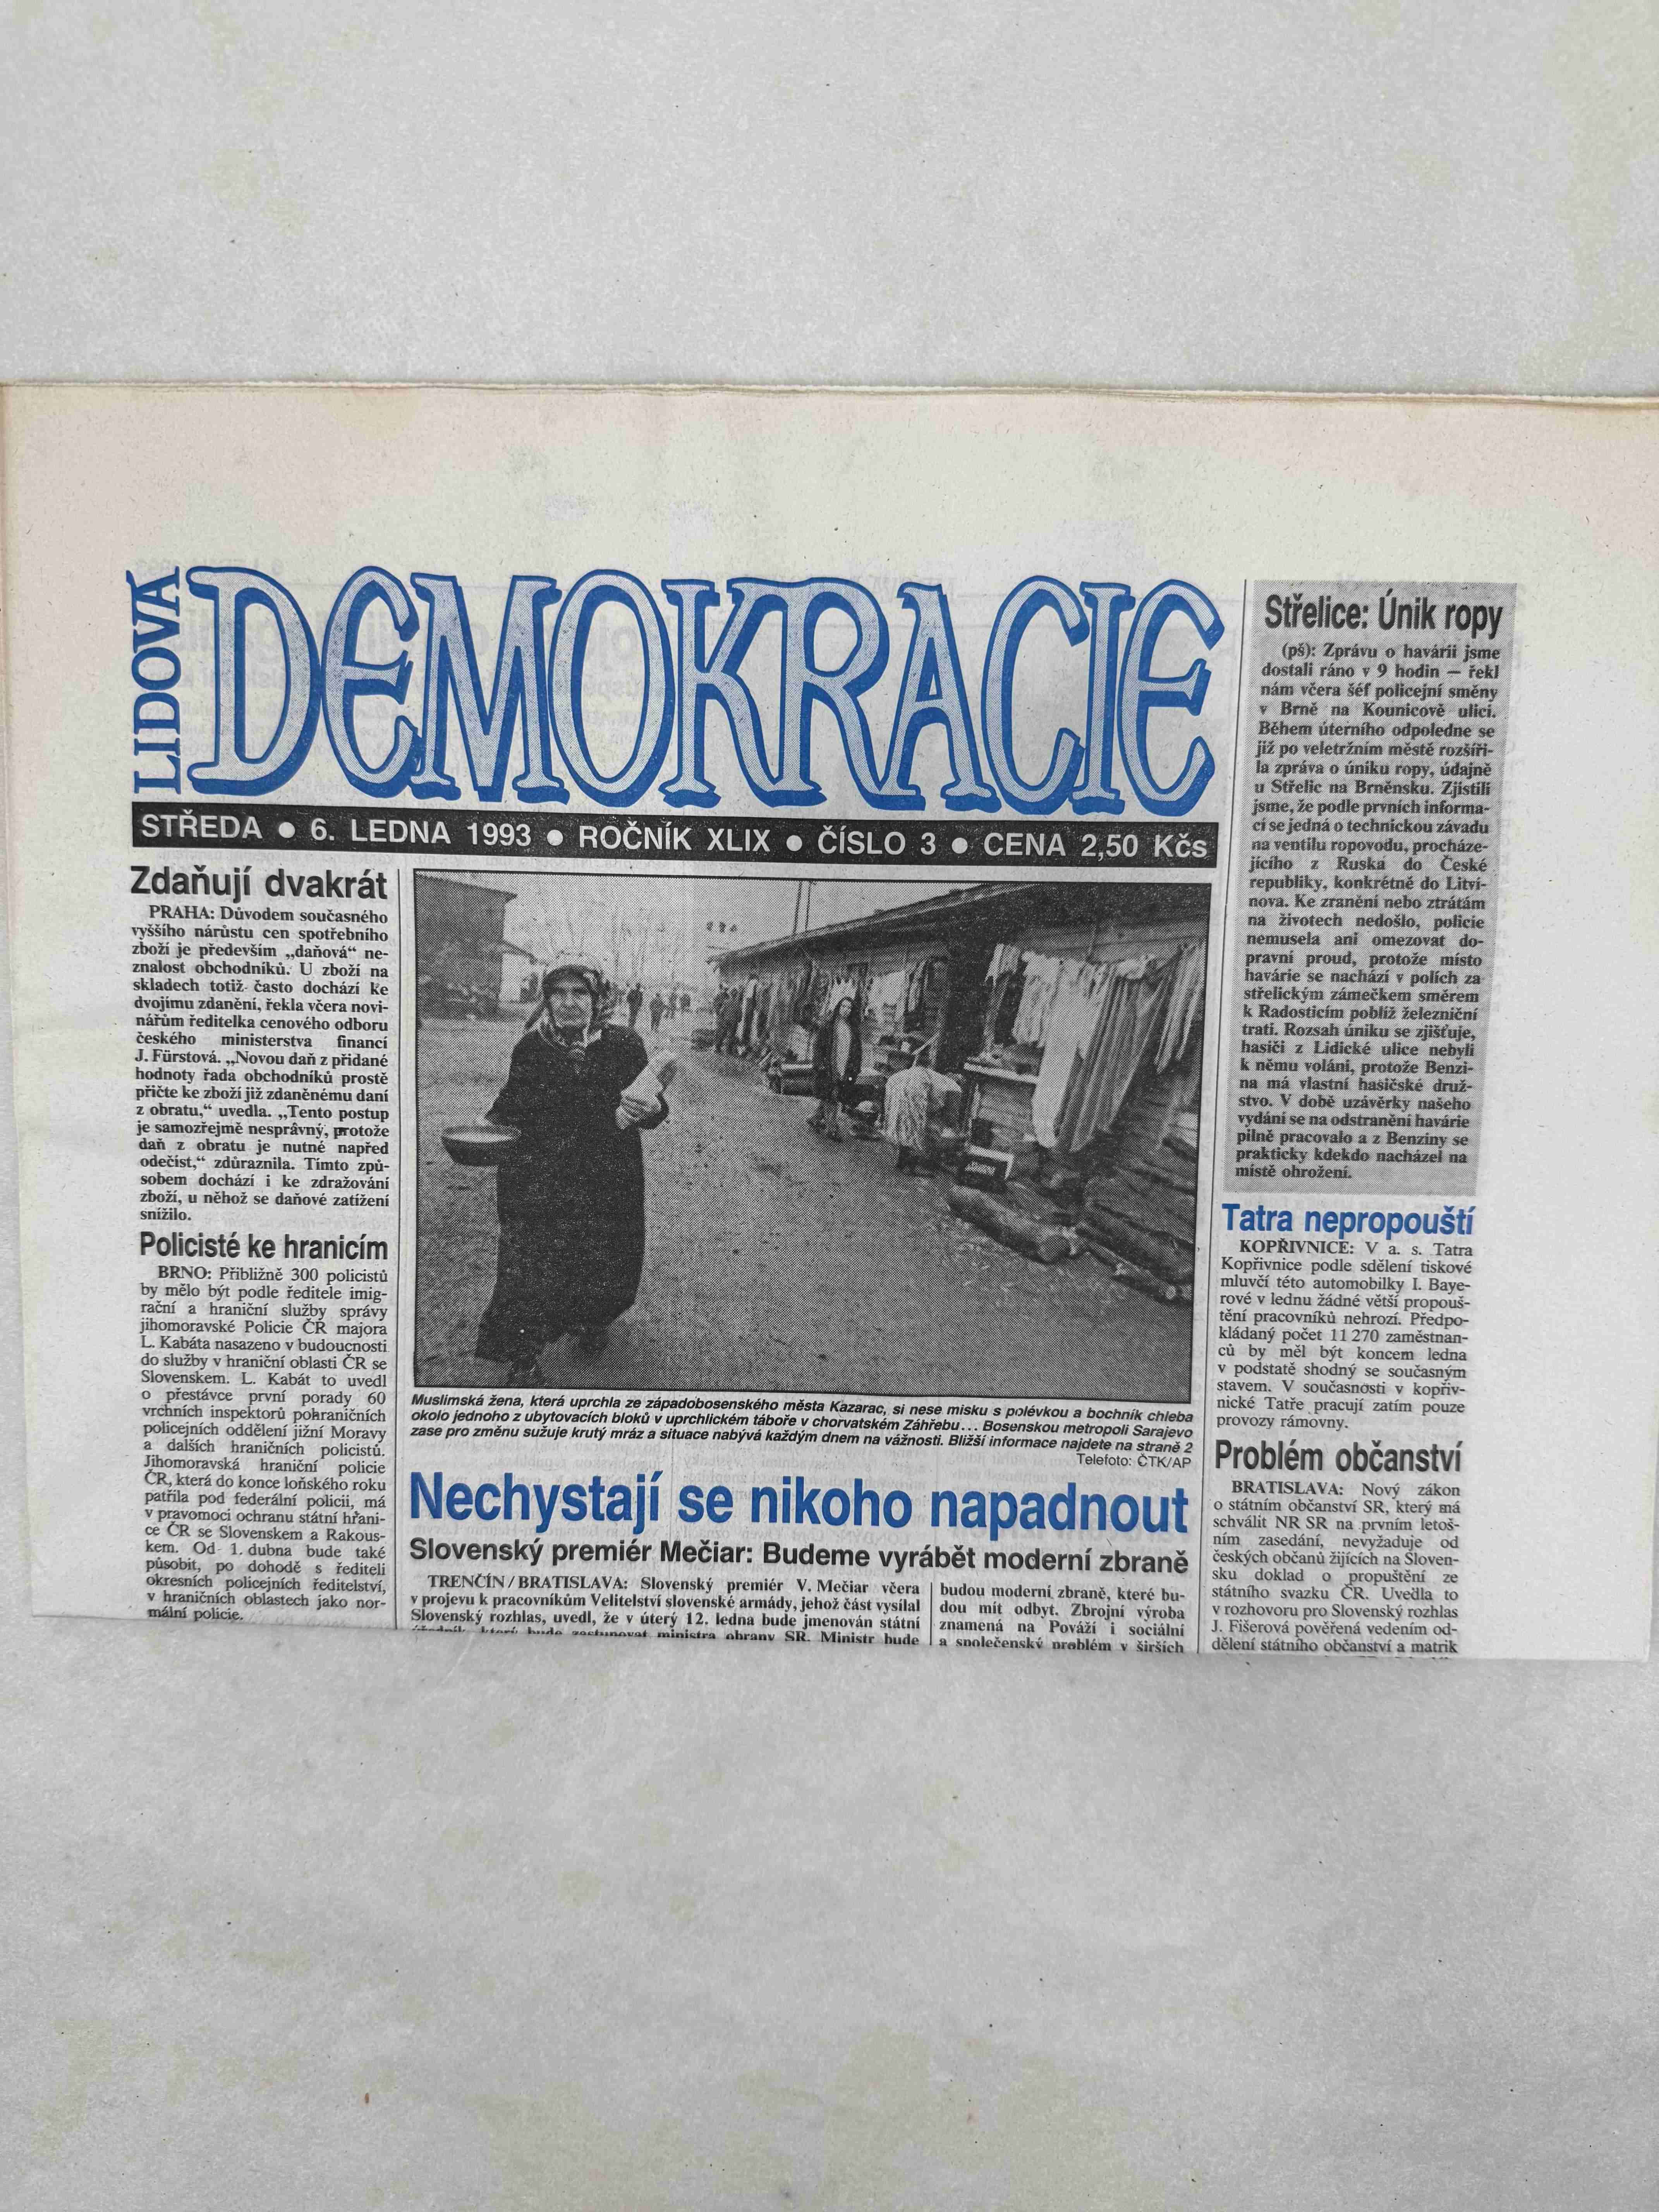 LIDOVÁ
DEMOKRACIE
STŘEDA ● 6. LEDNA 1993 ● ROČNÍK XLIX ● ČÍSLO 3 ● CENA 2,50 Kčs
Zdaňují dvakrát
PRAHA: Důvodem současného
vyššího nárůstu cen spotřebního
zboží je především „daňová“ ne-
znalost obchodníků. U zboží na
skladech totiž často dochází ke
dvojímu zdanění, řekla včera novi-
nářům ředitelka cenového odboru
českého ministerstva financí
J. Fürstová. „Novou daň z přidané
hodnoty řada obchodníků prostě
přičte ke zboží již zdaněnému daní
z obratu,“ uvedla. „Tento postup
je samozřejmě nesprávný, protože
daň z obratu je nutné napřed
odečíst,“ zdůraznila. Tímto způ-
sobem dochází i ke zdražování
zboží, u něhož se daňové zatížení
snížilo.
Policisté ke hranicím
BRNO: Přibližně 300 policistů
by mělo být podle ředitele imig-
rační a hraniční služby správy
jihomoravské Policie ČR majora
L. Kabáta nasazeno v budoucnosti
do služby v hraniční oblasti ČR se
Slovenskem. L. Kabát to uvedl
o přestávce první porady 60
vrchních inspektorů pohraničních
policejních oddělení jižní Moravy
a dalších hraničních policistů.
Jihomoravská hraniční policie
ČR, která do konce loňského roku
patřila pod federální policii, má
v pravomoci ochranu státní hrani-
ce ČR se Slovenskem a Rakous-
kem. Od 1. dubna bude také
působit, po dohodě s řediteli
okresních policejních ředitelství,
v hraničních oblastech jako nor-
mální policie.
Muslimská žena, která uprchla ze západobosenského města Kazarac, si nese misku s polévkou a bochník chleba
okolo jednoho z ubytovacích bloků v uprchlickém táboře v chorvatském Záhřebu... Bosenskou metropoli Sarajevo
zase pro změnu sužuje krutý mráz a situace nabývá každým dnem na vážnosti. Bližší informace najdete na straně 2
Telefoto: ČTK/AP
Nechystají se nikoho napadnout
Slovenský premiér Mečiar: Budeme vyrábět moderní zbraně
TRENČÍN / BRATISLAVA: Slovenský premiér V. Mečiar včera
v projevu k pracovníkům Velitelství slovenské armády, jehož část vysílal
Slovenský rozhlas, uvedl, že v úterý 12. ledna bude jmenován státní
úředník, který bude zastupovat ministra obrany SR. Ministr bude
budou moderní zbraně, které bu-
dou mít odbyt. Zbrojní výroba
znamená na Považí i sociální
a společenský problém v širších
Střelice: Únik ropy
(pš): Zprávu o havárii jsme
dostali ráno v 9 hodin — řekl
nám včera šéf policejní směny
v Brně na Kounicově ulici.
Během úterního odpoledne se
již po veletržním městě rozšíři-
la zpráva o úniku ropy, údajně
u Střelic na Brněnsku. Zjistili
jsme, že podle prvních informa-
cí se jedná o technickou závadu
na ventilu ropovodu, procháze-
jícího z Ruska do České
republiky, konkrétně do Litví-
nova. Ke zranění nebo ztrátám
na životech nedošlo, policie
nemusela ani omezovat do-
pravní proud, protože místo
havárie se nachází v polích za
střelickým zámečkem směrem
k Radosticím poblíž železniční
trati. Rozsah úniku se zjišťuje,
hasiči z Lidické ulice nebyli
k němu voláni, protože Benzi-
na má vlastní hasičské druž-
stvo. V době uzávěrky našeho
vydání se na odstranění havárie
pilně pracovalo a z Benziny se
prakticky kdekdo nacházel na
místě ohrožení.
Tatra nepropouští
KOPŘIVNICE: V a. s. Tatra
Kopřivnice podle sdělení tiskové
mluvčí této automobilky I. Baye-
rové v lednu žádné větší propouš-
tění pracovníků nehrozí. Předpo-
kládaný počet 11 270 zaměstnan-
ců by měl být koncem ledna
v podstatě shodný se současným
stavem. V současnosti v kopřiv-
nické Tatře pracují zatím pouze
provozy rámovny.
Problém občanství
BRATISLAVA: Nový zákon
o státním občanství SR, který má
schválit NR SR na prvním letoš-
ním zasedání, nevyžaduje od
českých občanů žijících na Sloven-
sku doklad o propuštění ze
státního svazku ČR. Uvedla to
v rozhovoru pro Slovenský rozhlas
J. Fišerová pověřená vedením od-
dělení státního občanství a matrik